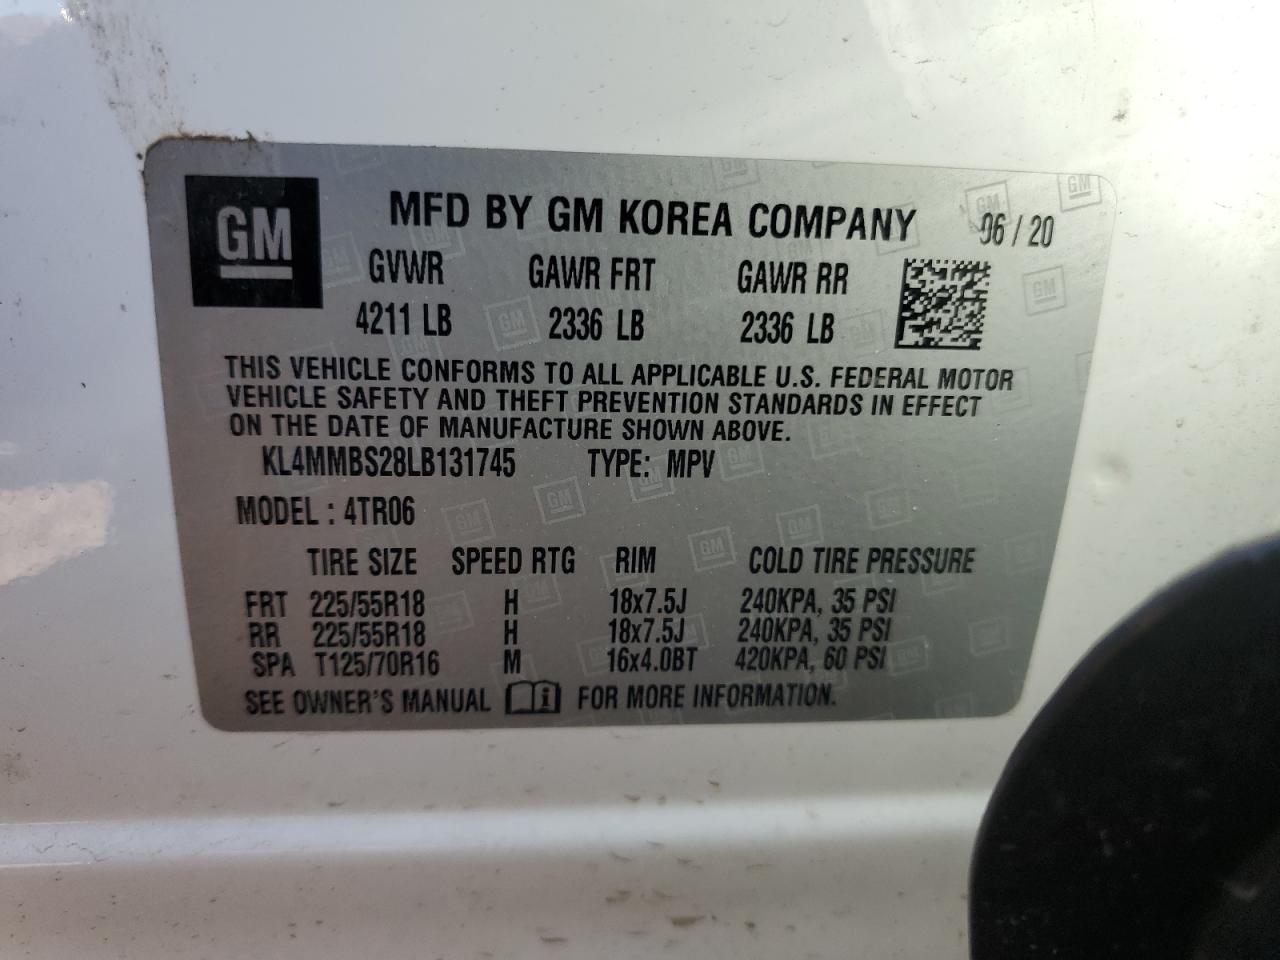 GM
MFD BY GM KOREA COMPANY 06 / 20
GVWR GAWR FRT GAWR RR
4211 LB 2336 LB 2336 LB
THIS VEHICLE CONFORMS TO ALL APPLICABLE U.S. FEDERAL MOTOR
VEHICLE SAFETY AND THEFT PREVENTION STANDARDS IN EFFECT
ON THE DATE OF MANUFACTURE SHOWN ABOVE.
KL4MMBS28LB131745 TYPE: MPV
MODEL : 4TR06
TIRE SIZE SPEED RTG RIM COLD TIRE PRESSURE
FRT 225/55R18 H 18x7.5J 240KPA, 35 PSI
RR 225/55R18 H 18x7.5J 240KPA, 35 PSI
SPA T125/70R16 M 16x4.0BT 420KPA, 60 PSI
SEE OWNER'S MANUAL i FOR MORE INFORMATION.